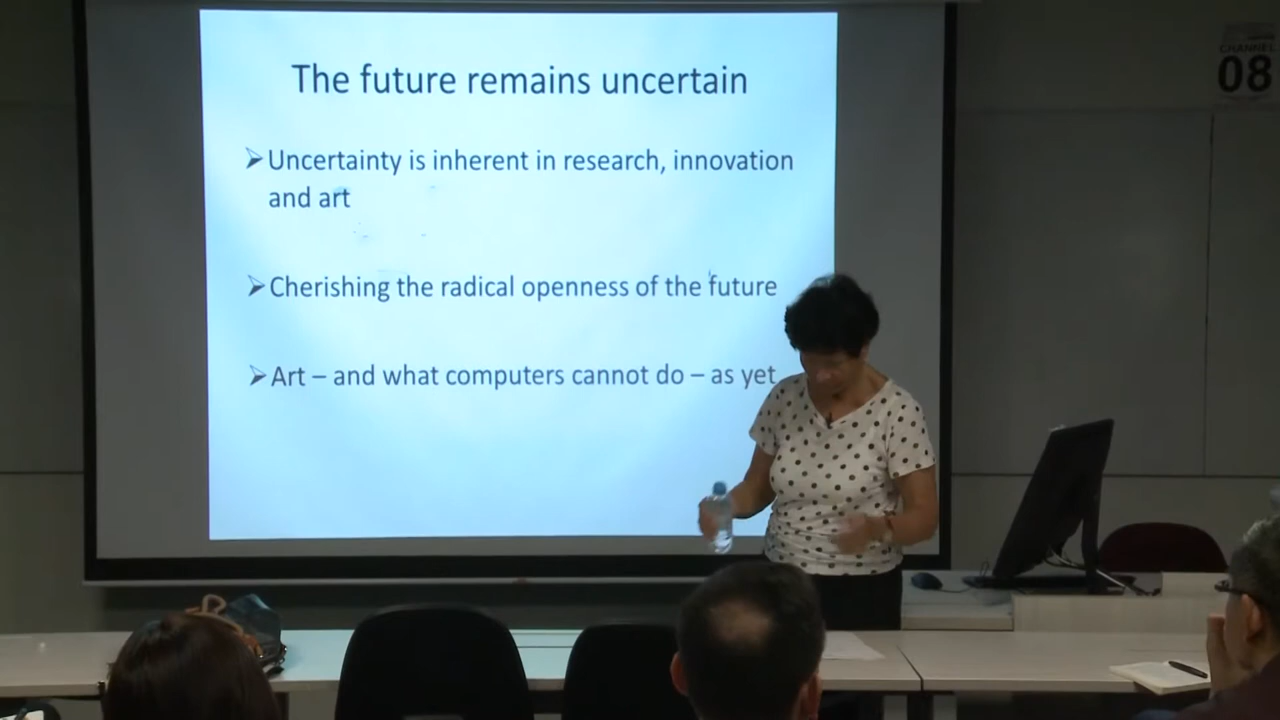 The future remains uncertain
➢Uncertainty is inherent in research, innovation
and art
➢Cherishing the radical openness of the future
➢Art – and what computers cannot do – as yet
CHANNEL
08